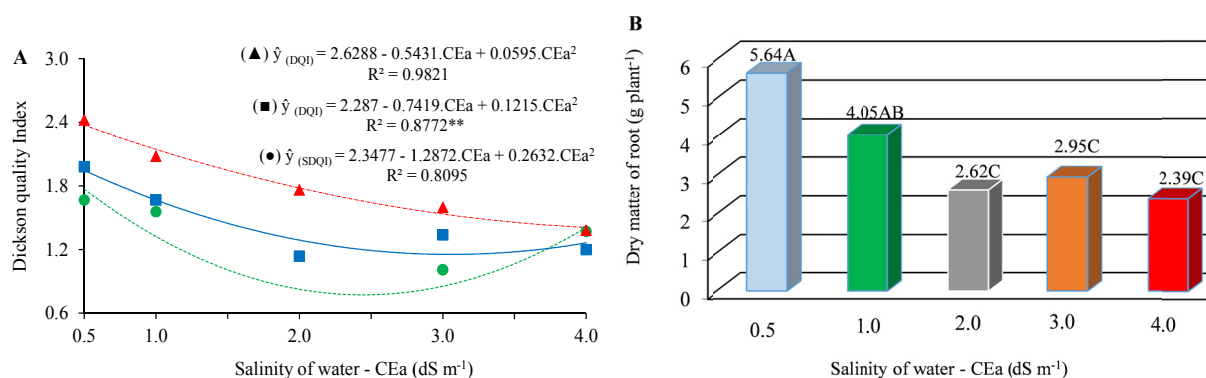 A
Dickson quality Index
3.0
2.4
1.8
1.2
0.6
(▲) ŷ (DQI) = 2.6288 - 0.5431.CEa + 0.0595.CEa²
R² = 0.9821
(■) ŷ (DQI) = 2.287 - 0.7419.CEa + 0.1215.CEa²
R² = 0.8772**
(●) ŷ (SDQI) = 2.3477 - 1.2872.CEa + 0.2632.CEa²
R² = 0.8095
0.5 1.0 2.0 3.0 4.0
Salinity of water - CEa (dS m⁻¹)
B
Dry matter of root (g plant⁻¹)
6
5
4
3
2
1
0
5.64A
4.05AB
2.62C
2.95C
2.39C
0.5 1.0 2.0 3.0 4.0
Salinity of water - CEa (dS m⁻¹)